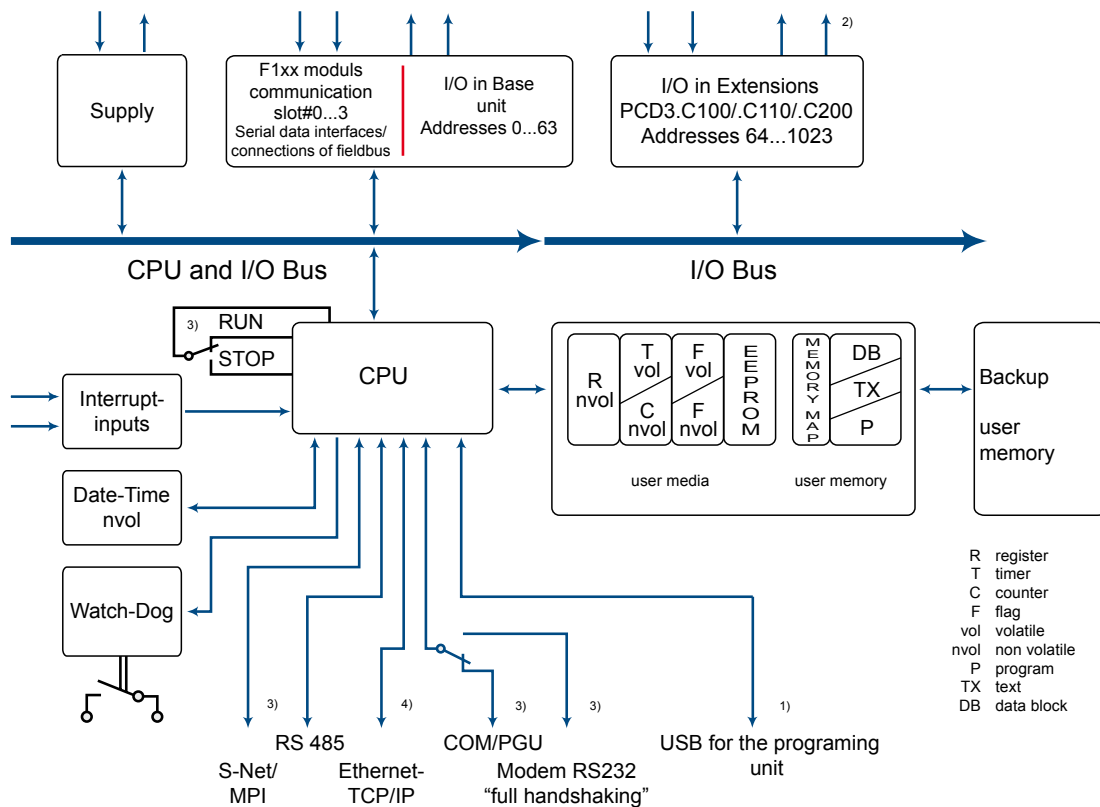 2)
Supply
F1xx moduls
communication
slot#0...3
Serial data interfaces/
connections of fieldbus
I/O in Base
unit
Addresses 0...63
I/O in Extensions
PCD3.C100/.C110/.C200
Addresses 64...1023
CPU and I/O Bus
I/O Bus
3)
RUN
STOP
CPU
Interrupt-
inputs
Date-Time
nvol
Watch-Dog
R
nvol
T
vol
C
nvol
F
vol
F
nvol
EEPROM
MEMORY MAP
DB
TX
P
user media
user memory
Backup
user
memory
R register
T timer
C counter
F flag
vol volatile
nvol non volatile
P program
TX text
DB data block
3)
4)
3)
3)
1)
RS 485
COM/PGU
USB for the programing
unit
S-Net/
MPI
Ethernet-
TCP/IP
Modem RS232
“full handshaking”